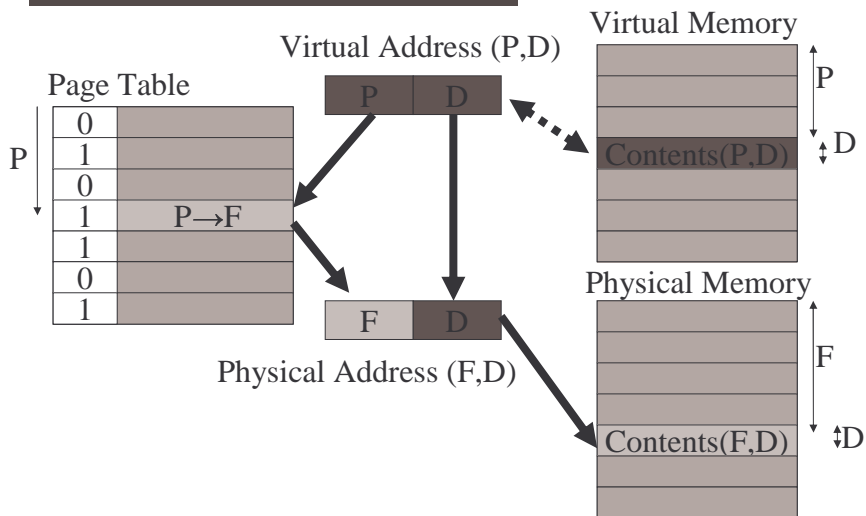 Virtual Memory
Virtual Address (P,D)
Page Table
P D
P
0
1
0
1 P→F
1
0
1
P
Contents(P,D)
D
F D
Physical Address (F,D)
Physical Memory
F
Contents(F,D)
D